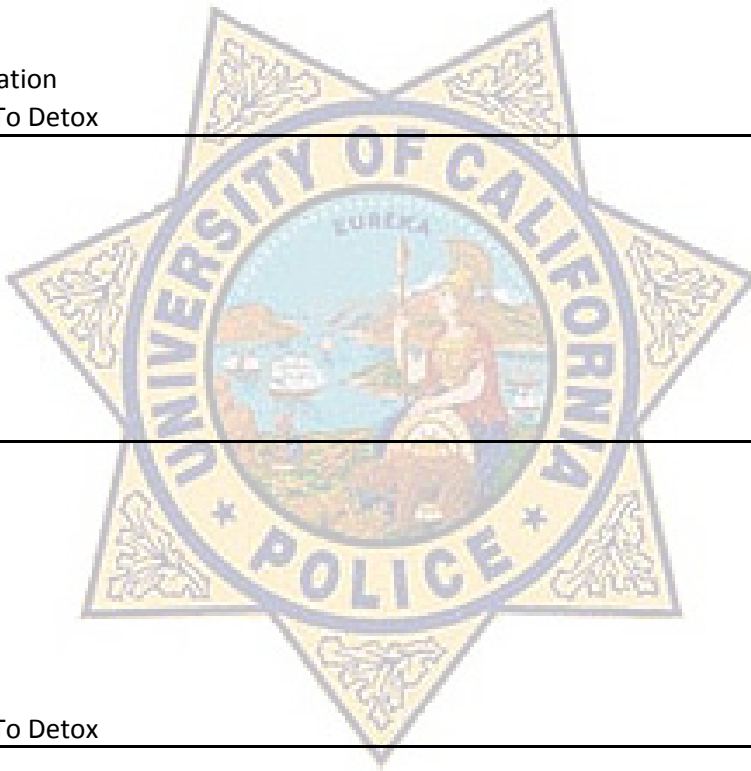 ation
To Detox
UNIVERSITY OF CALIFORNIA
EUREKA
* POLICE *
To Detox